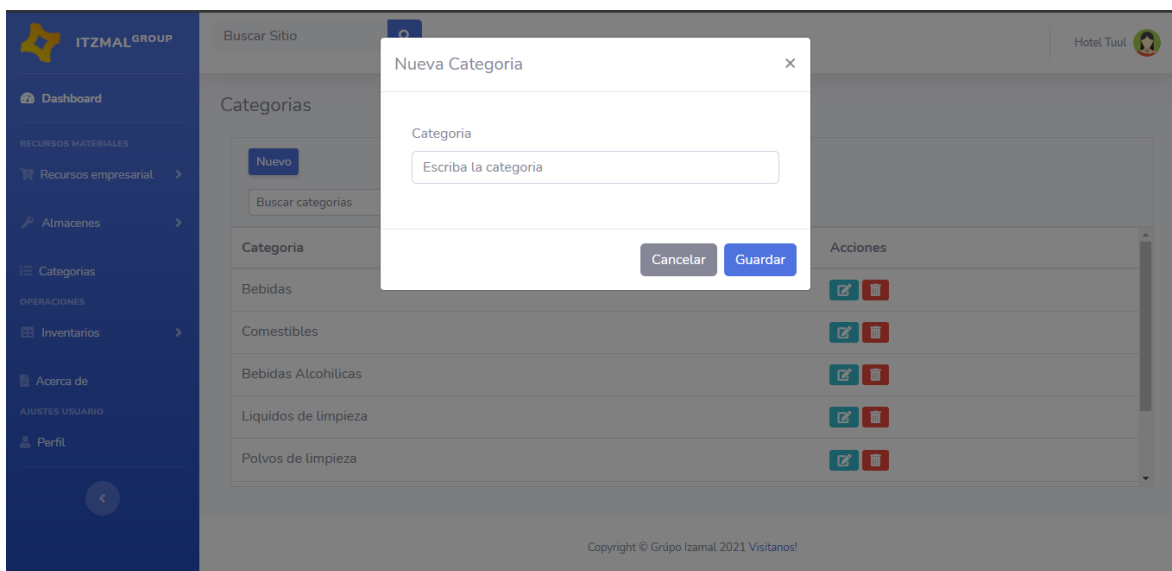 ITZMAL GROUP
Dashboard
RECURSOS MATERIALES
Recursos empresarial
Almacenes
Categorias
OPERACIONES
Inventarios
Acerca de
AJUSTES USUARIO
Perfil
Buscar Sitio
Hotel Tuul
Categorias
Nuevo
Buscar categorias
Categoria
Acciones
Bebidas
Comestibles
Bebidas Alcohilicas
Liquidos de limpieza
Polvos de limpieza
Nueva Categoria
×
Categoria
Escriba la categoria
Cancelar
Guardar
Copyright © Grúpo Izamal 2021 Visitanos!